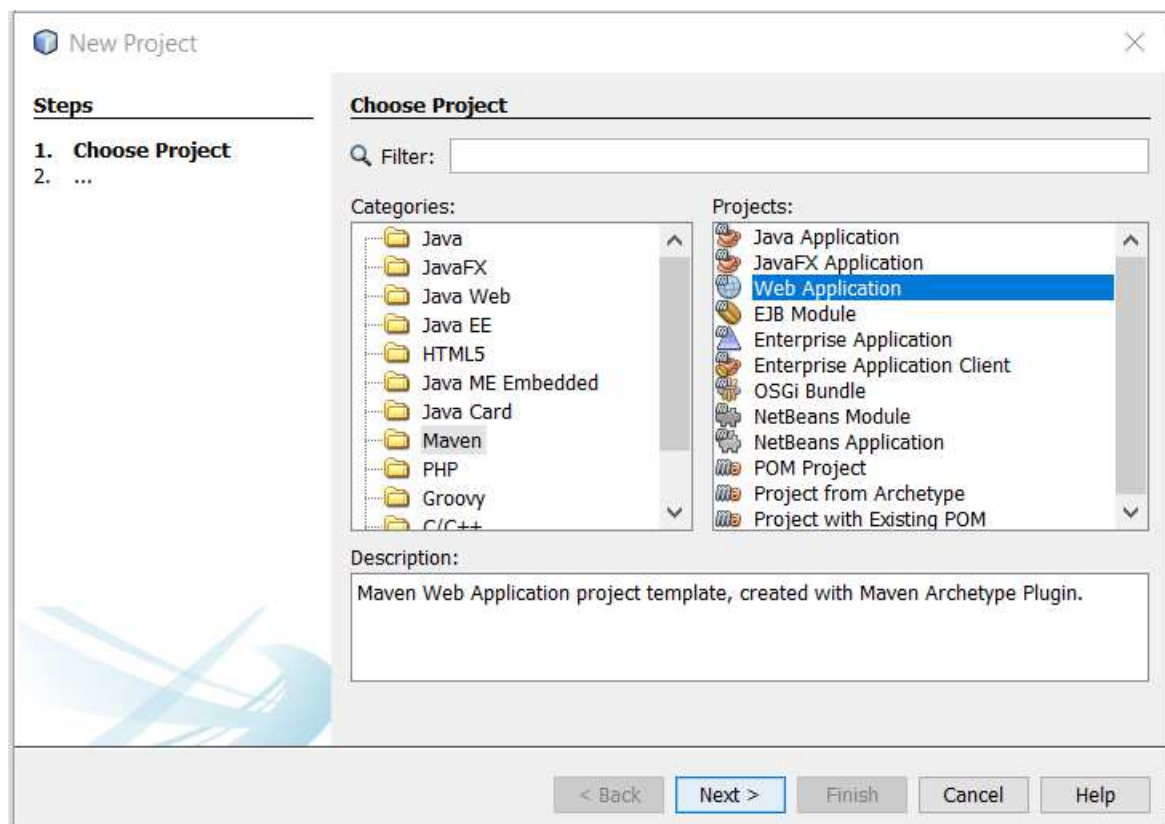 New Project
Steps
1. Choose Project
2. ...
Choose Project
Filter:
Categories:
Java
JavaFX
Java Web
Java EE
HTML5
Java ME Embedded
Java Card
Maven
PHP
Groovy
C/C++
Projects:
Java Application
JavaFX Application
Web Application
EJB Module
Enterprise Application
Enterprise Application Client
OSGi Bundle
NetBeans Module
NetBeans Application
POM Project
Project from Archetype
Project with Existing POM
Description:
Maven Web Application project template, created with Maven Archetype Plugin.
< Back Next > Finish Cancel Help